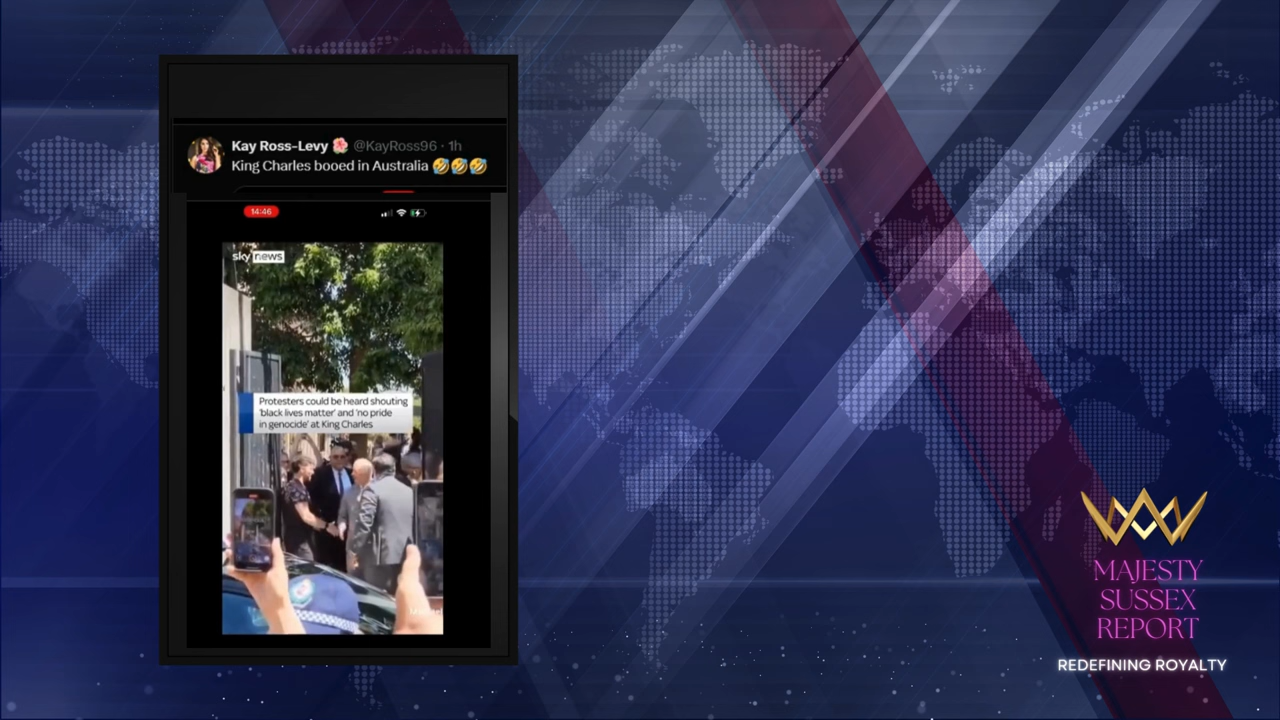 Kay Ross-Levy 🌺 @KayRoss96 · 1h
King Charles booed in Australia 🤣🤣🤣
14:46
sky news
Protesters could be heard shouting
'black lives matter' and 'no pride
in genocide' at King Charles
MAJESTY
SUSSEX
REPORT
REDEFINING ROYALTY